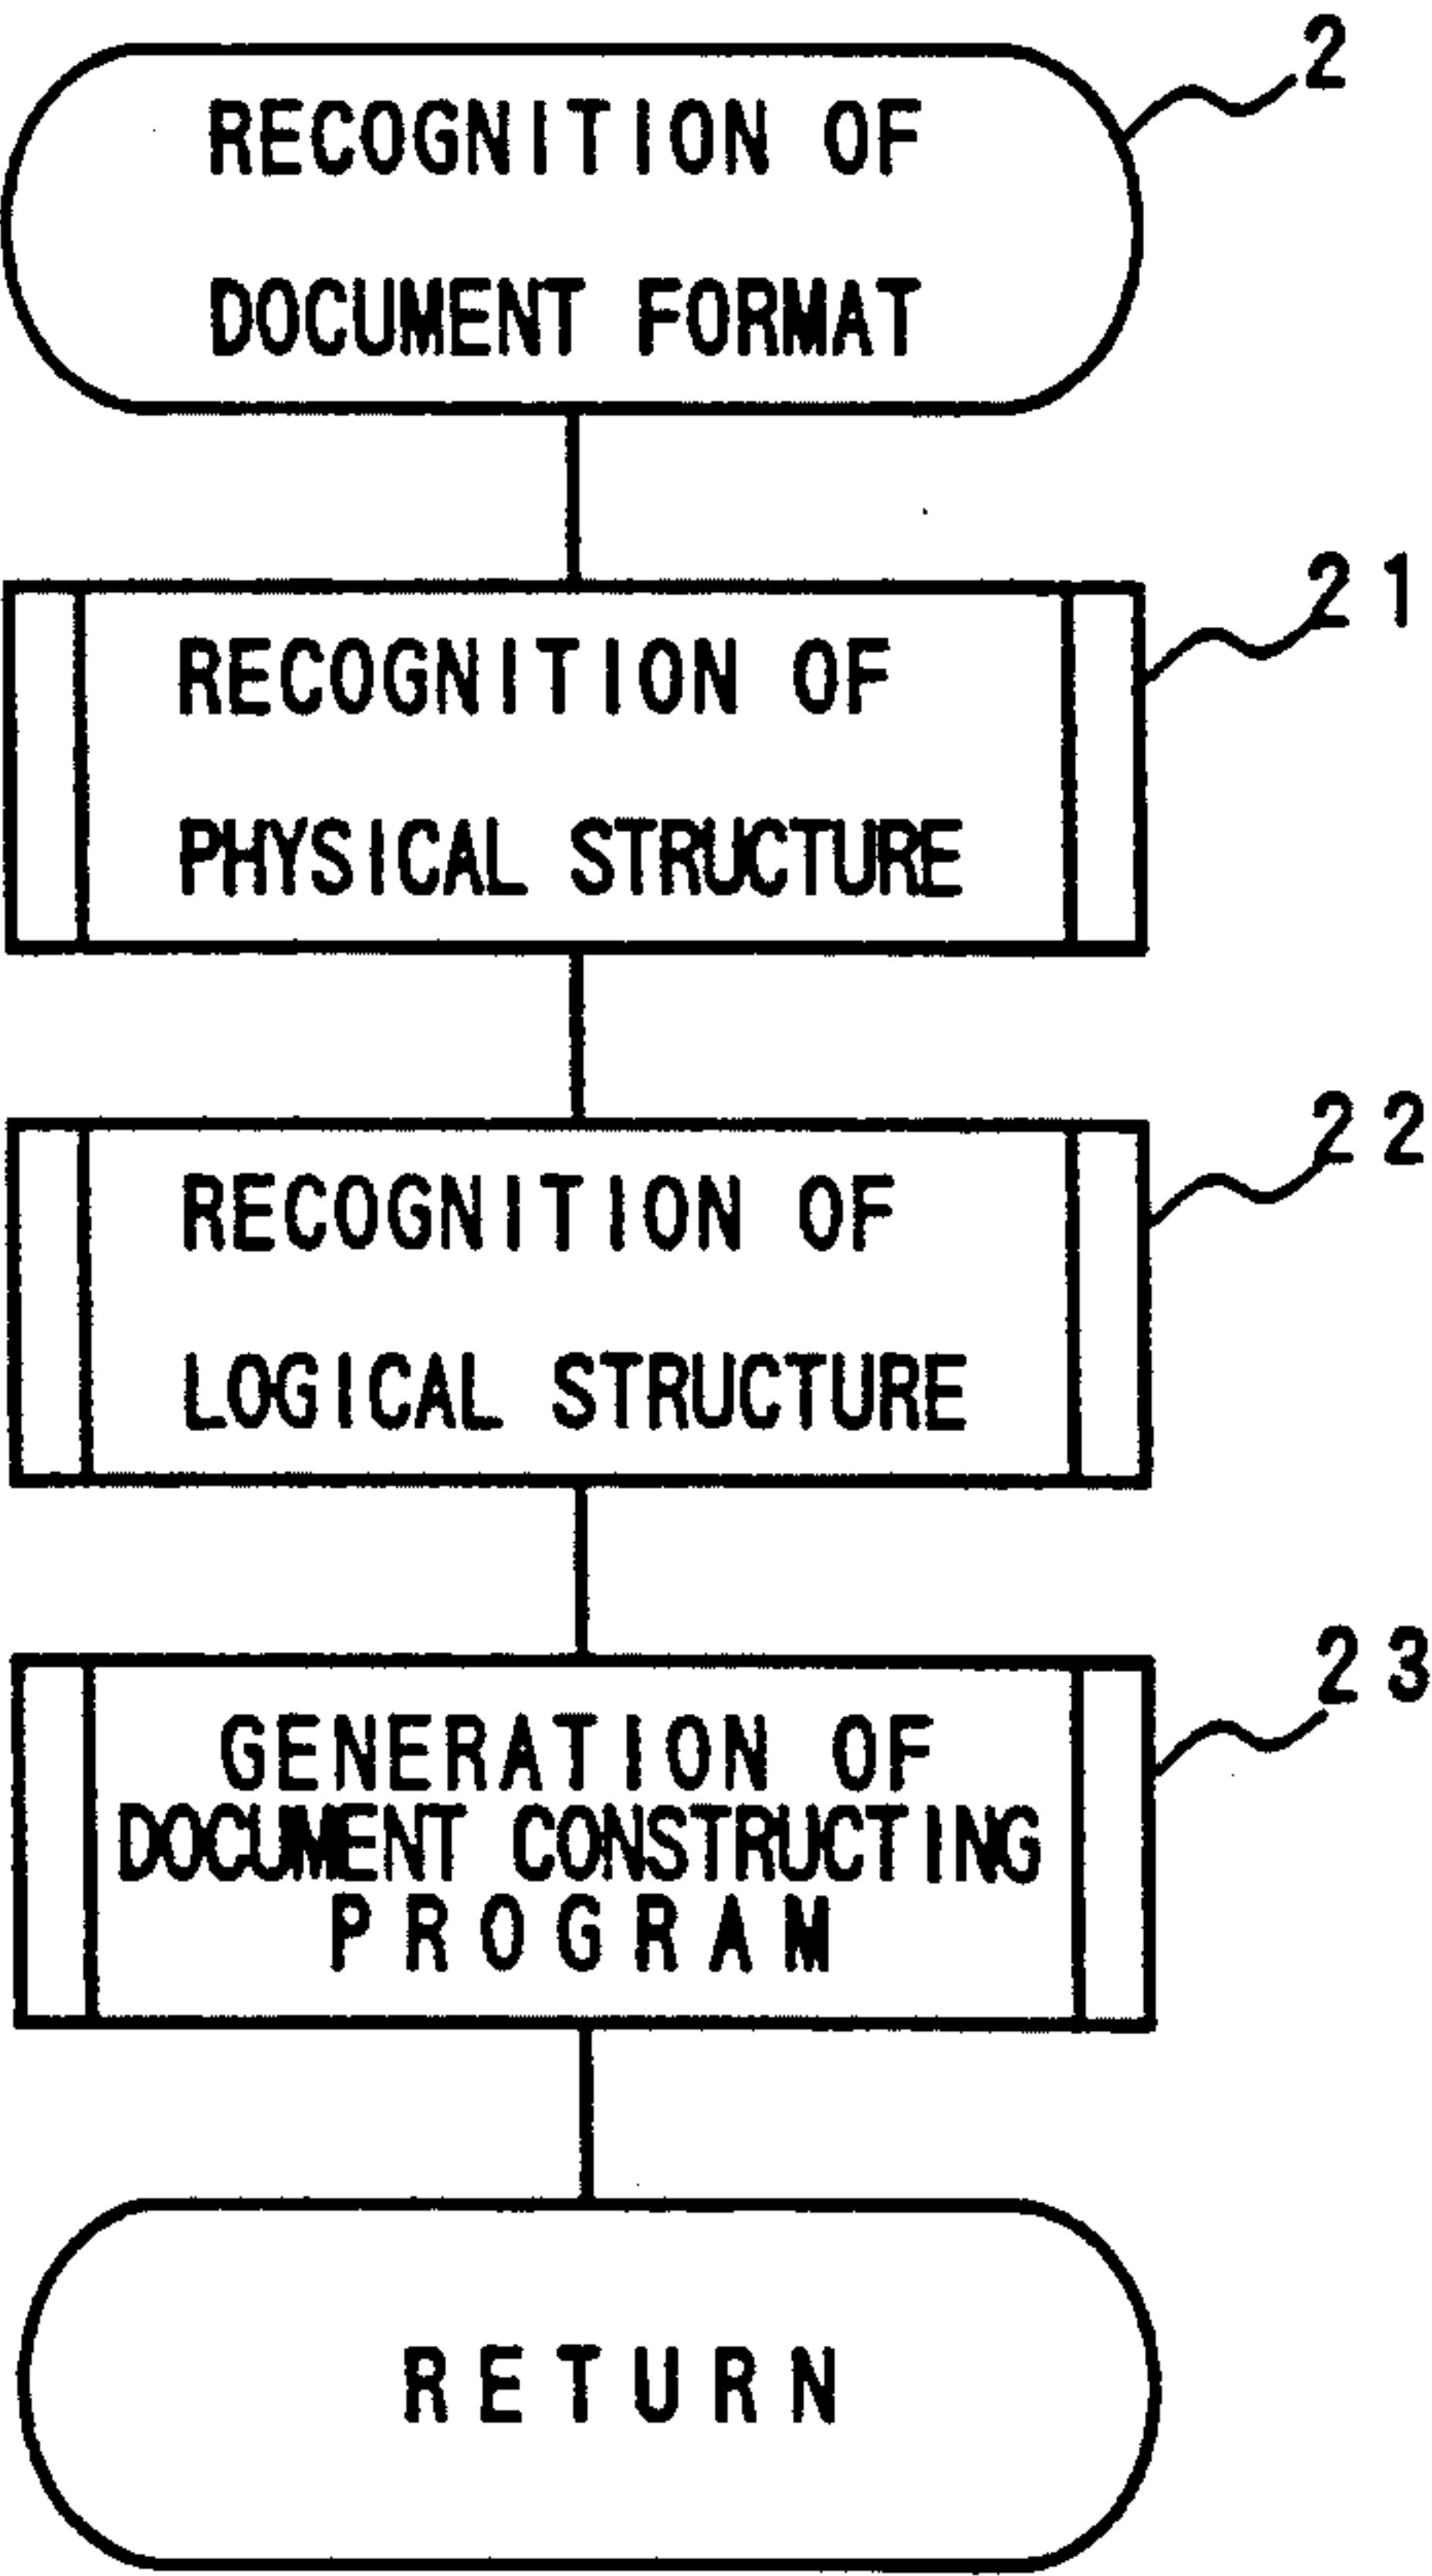 2
RECOGNITION OF
DOCUMENT FORMAT
21
RECOGNITION OF
PHYSICAL STRUCTURE
22
RECOGNITION OF
LOGICAL STRUCTURE
23
GENERATION OF
DOCUMENT CONSTRUCTING
PROGRAM
RETURN